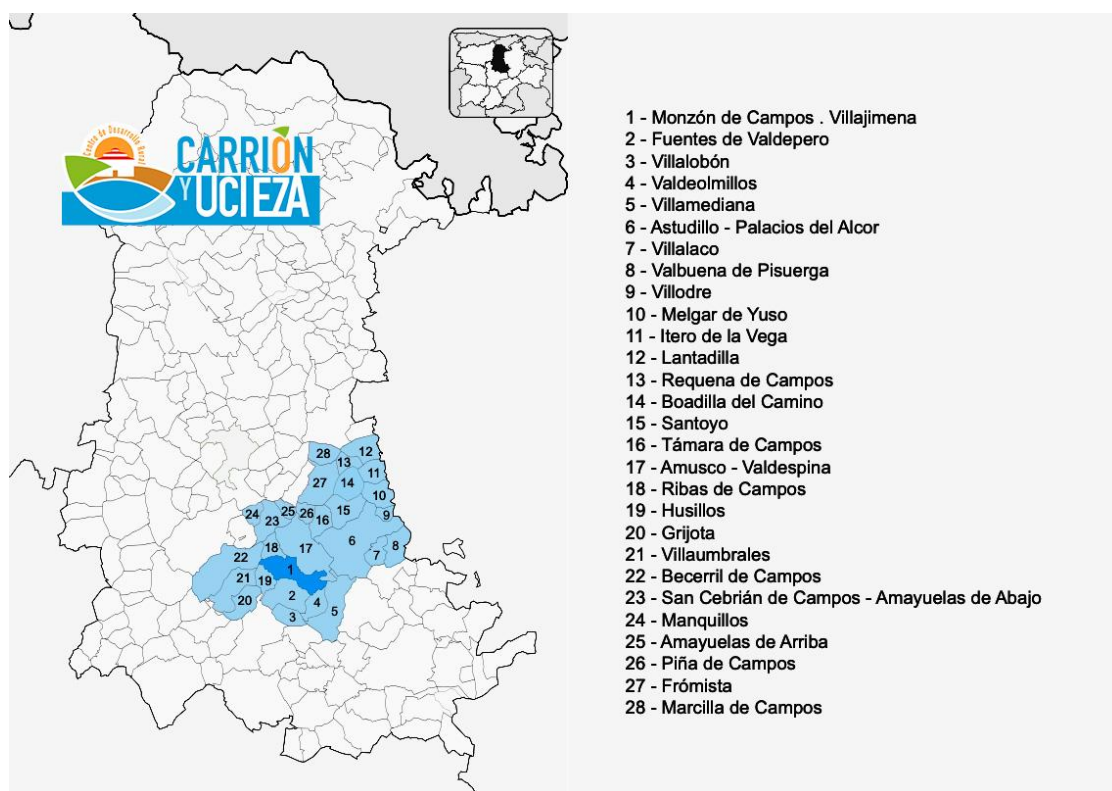 Centro de Desarrollo Rural
CARRIÓN
Y UCIEZA
1 - Monzón de Campos . Villajimena
2 - Fuentes de Valdepero
3 - Villalobón
4 - Valdeolmillos
5 - Villamediana
6 - Astudillo - Palacios del Alcor
7 - Villalaco
8 - Valbuena de Pisuerga
9 - Villodre
10 - Melgar de Yuso
11 - Itero de la Vega
12 - Lantadilla
13 - Requena de Campos
14 - Boadilla del Camino
15 - Santoyo
16 - Támara de Campos
17 - Amusco - Valdespina
18 - Ribas de Campos
19 - Husillos
20 - Grijota
21 - Villaumbrales
22 - Becerril de Campos
23 - San Cebrián de Campos - Amayuelas de Abajo
24 - Manquillos
25 - Amayuelas de Arriba
26 - Piña de Campos
27 - Frómista
28 - Marcilla de Campos
28
12
13
11
27
14
10
24
23
25
26
16
15
9
22
18
17
6
7
8
21
19
1
20
2
4
5
3